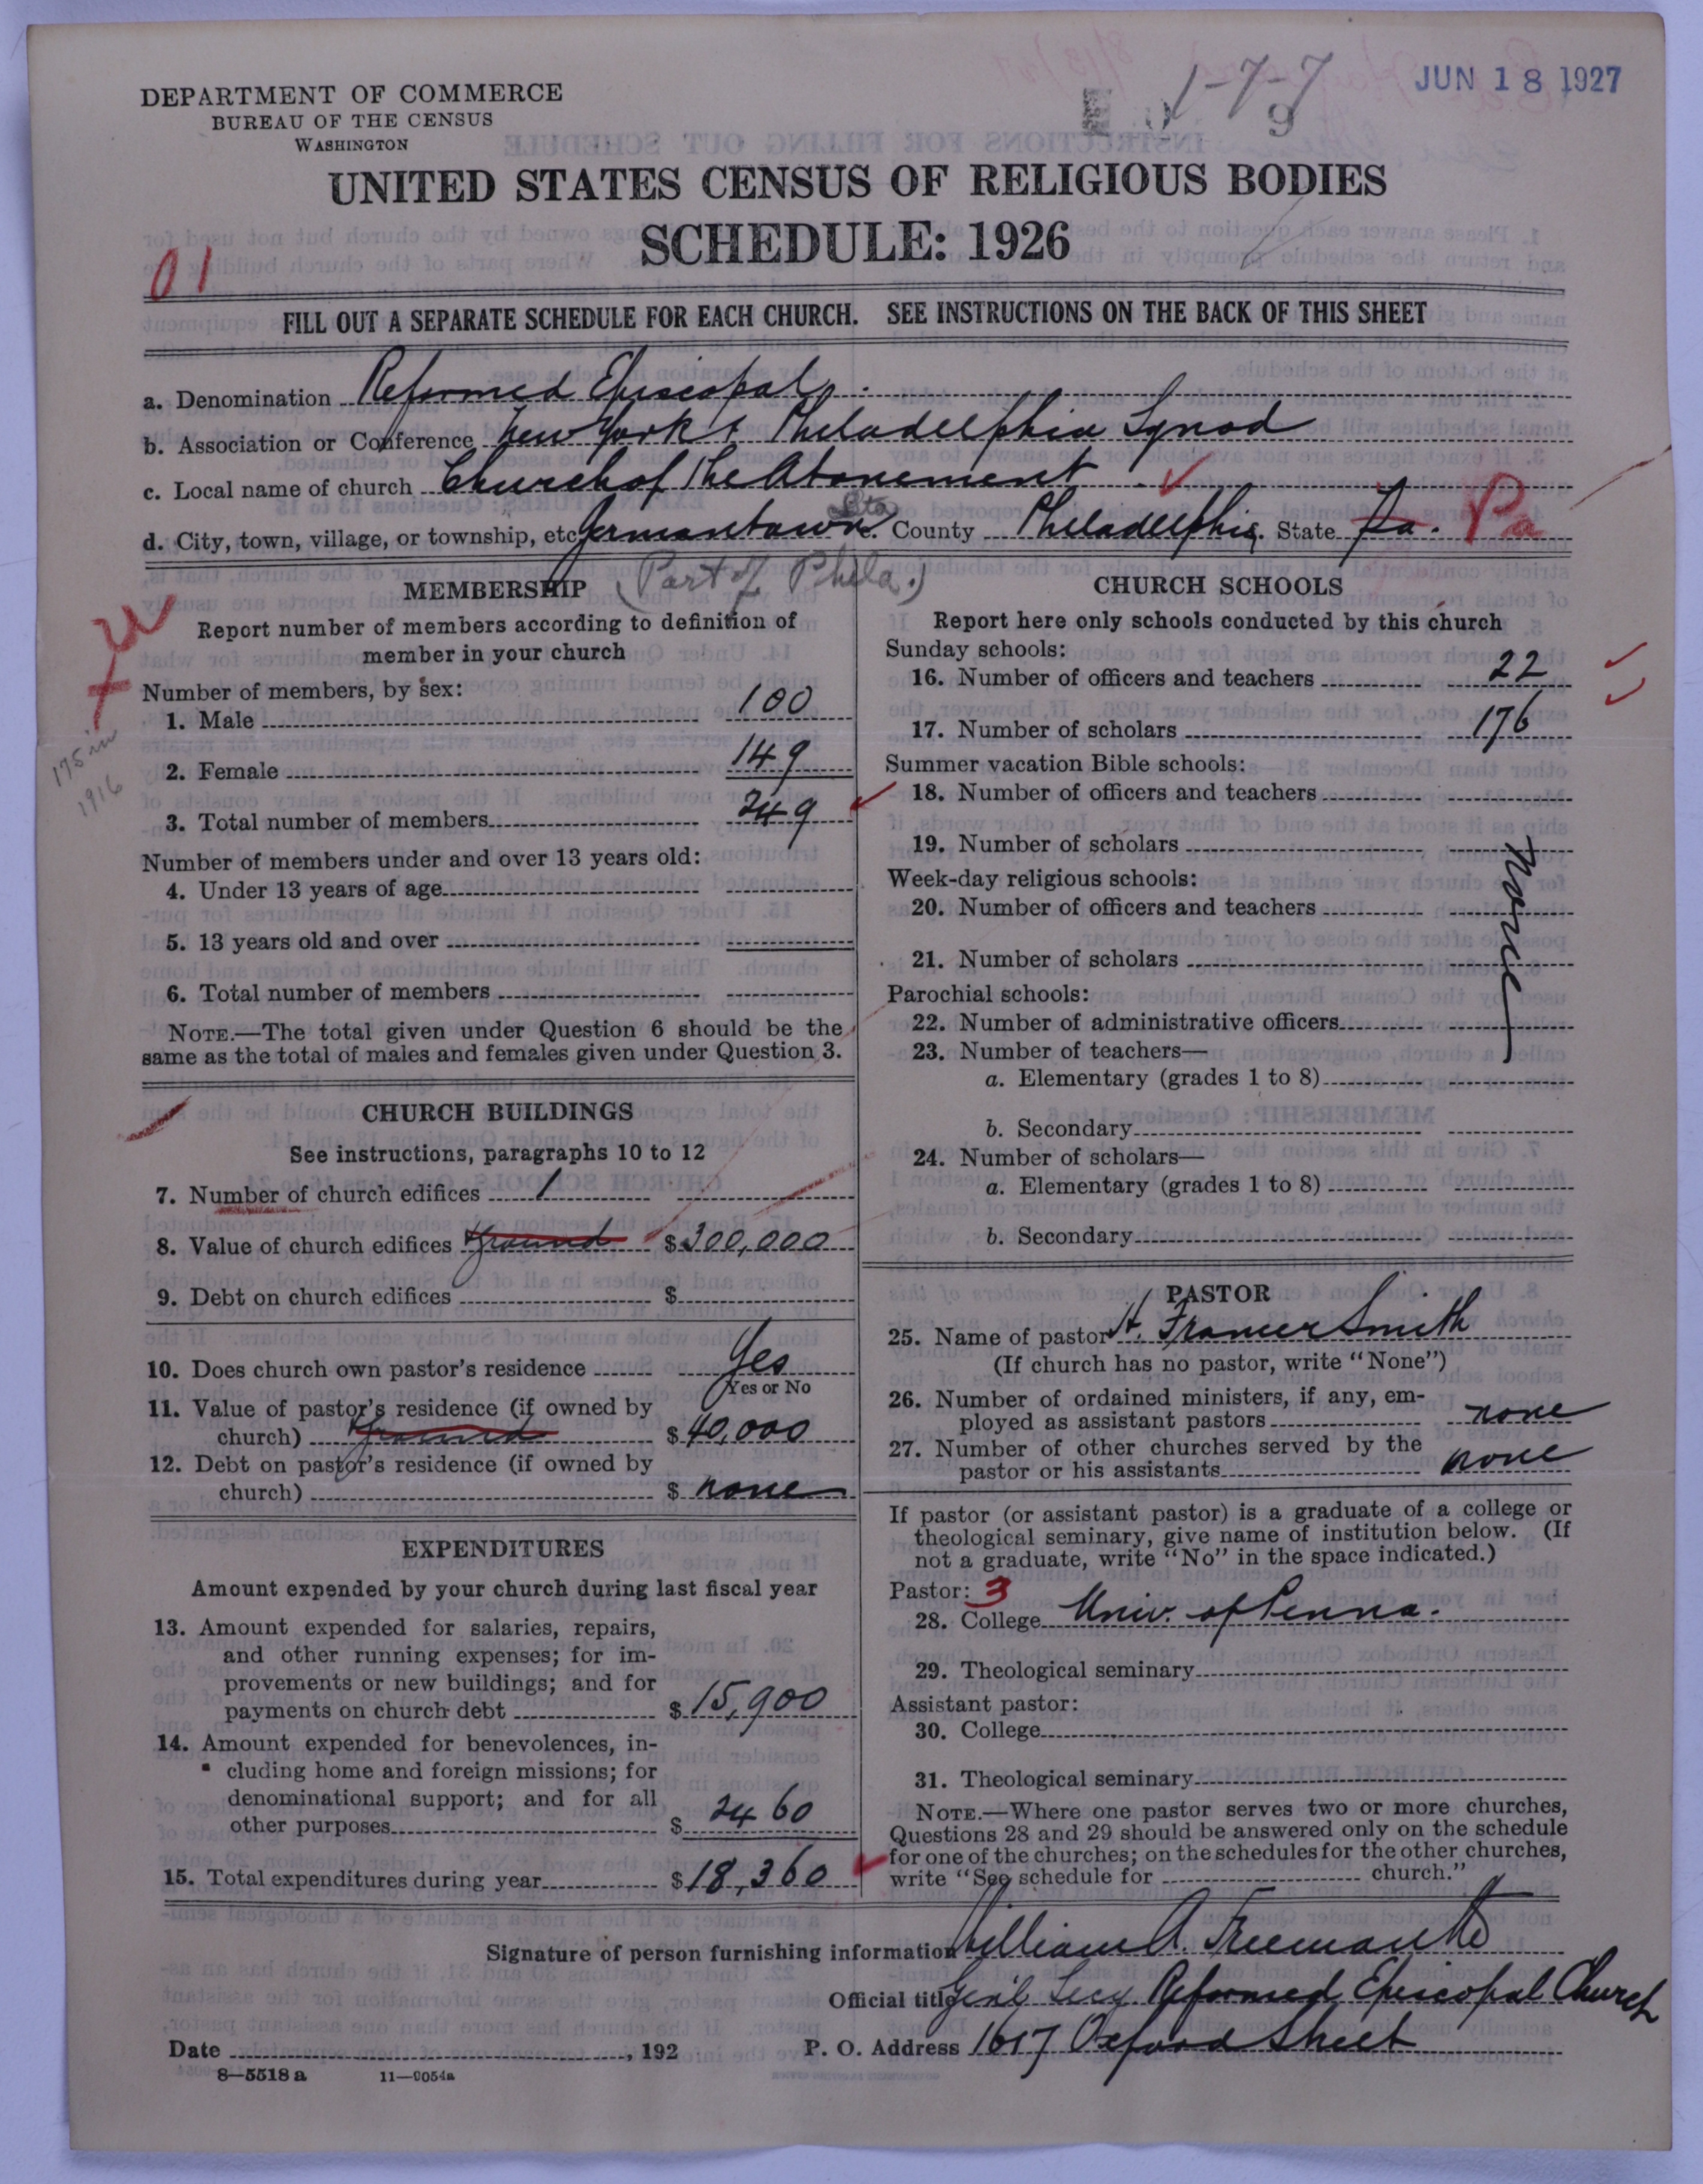 JUN 18 1927
1-7-7
9
DEPARTMENT OF COMMERCE
BUREAU OF THE CENSUS
WASHINGTON
UNITED STATES CENSUS OF RELIGIOUS BODIES
SCHEDULE: 1926
01
FILL OUT A SEPARATE SCHEDULE FOR EACH CHURCH. SEE INSTRUCTIONS ON THE BACK OF THIS SHEET
a. Denomination Reformed Episcopal
b. Association or Conference New York & Philadelphia Synod
c. Local name of church Church of the Atonement
d. City, town, village, or township, etc. Germantown Sta County Philadelphia State Pa. Pa
(Part of Phila.)
MEMBERSHIP
Report number of members according to definition of
member in your church
Number of members, by sex:
1. Male 100
2. Female 149
3. Total number of members 249
175 in
1916
Number of members under and over 13 years old:
4. Under 13 years of age
5. 13 years old and over
6. Total number of members
NOTE.—The total given under Question 6 should be the
same as the total of males and females given under Question 3.
CHURCH BUILDINGS
See instructions, paragraphs 10 to 12
7. Number of church edifices 1
8. Value of church edifices ground $300,000
9. Debt on church edifices $
10. Does church own pastor's residence Yes
Yes or No
11. Value of pastor's residence (if owned by
church) ground $40,000
12. Debt on pastor's residence (if owned by
church) $ none
EXPENDITURES
Amount expended by your church during last fiscal year
13. Amount expended for salaries, repairs,
and other running expenses; for im-
provements or new buildings; and for
payments on church debt $15,900
14. Amount expended for benevolences, in-
cluding home and foreign missions; for
denominational support; and for all
other purposes $ 2460
15. Total expenditures during year $18,360
CHURCH SCHOOLS
Report here only schools conducted by this church
Sunday schools:
16. Number of officers and teachers 22
17. Number of scholars 176
Summer vacation Bible schools:
18. Number of officers and teachers
19. Number of scholars
Week-day religious schools:
20. Number of officers and teachers
21. Number of scholars
None
Parochial schools:
22. Number of administrative officers
23. Number of teachers—
a. Elementary (grades 1 to 8)
b. Secondary
24. Number of scholars—
a. Elementary (grades 1 to 8)
b. Secondary
PASTOR
25. Name of pastor H. Framer Smith
(If church has no pastor, write "None")
26. Number of ordained ministers, if any, em-
ployed as assistant pastors none
27. Number of other churches served by the
pastor or his assistants none
If pastor (or assistant pastor) is a graduate of a college or
theological seminary, give name of institution below. (If
not a graduate, write "No" in the space indicated.)
Pastor: 3
28. College Univ. of Penna.
29. Theological seminary
Assistant pastor:
30. College
31. Theological seminary
NOTE.—Where one pastor serves two or more churches,
Questions 28 and 29 should be answered only on the schedule
for one of the churches; on the schedules for the other churches,
write "See schedule for church."
Signature of person furnishing information William A. Freemantle
Official title Gen'l Secy Reformed Episcopal Church
Date , 192
P. O. Address 1617 Oxford Street
8—5518 a 11—9054a